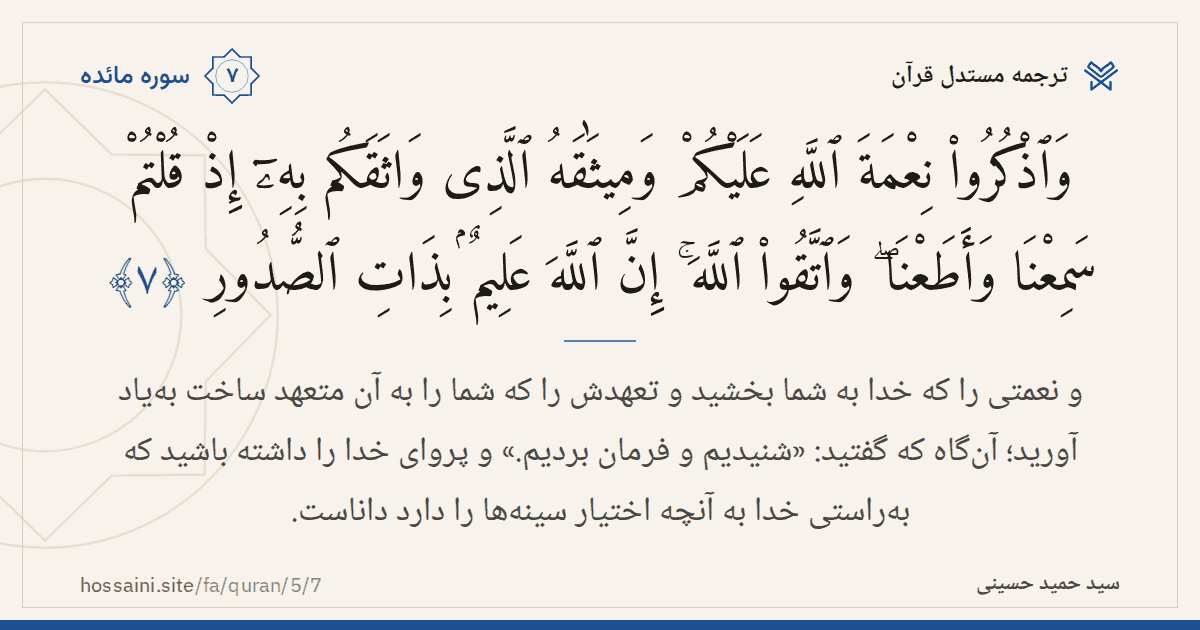 ترجمه مستدل قرآن
۷ سوره مائده
وَٱذْكُرُوا۟ نِعْمَةَ ٱللَّهِ عَلَيْكُمْ وَمِيثَٰقَهُ ٱلَّذِى وَاثَقَكُم بِهِۦٓ إِذْ قُلْتُمْ
سَمِعْنَا وَأَطَعْنَاۖ وَٱتَّقُوا۟ ٱللَّهَۚ إِنَّ ٱللَّهَ عَلِيمٌۢ بِذَاتِ ٱلصُّدُورِ ﴿۷﴾
و نعمتی را که خدا به شما بخشید و تعهدش را که شما را به آن متعهد ساخت به‌یاد
آورید؛ آن‌گاه که گفتید: «شنیدیم و فرمان بردیم.» و پروای خدا را داشته باشید که
به‌راستی خدا به آنچه اختیار سینه‌ها را دارد داناست.
سید حمید حسینی
hossaini.site/fa/quran/5/7